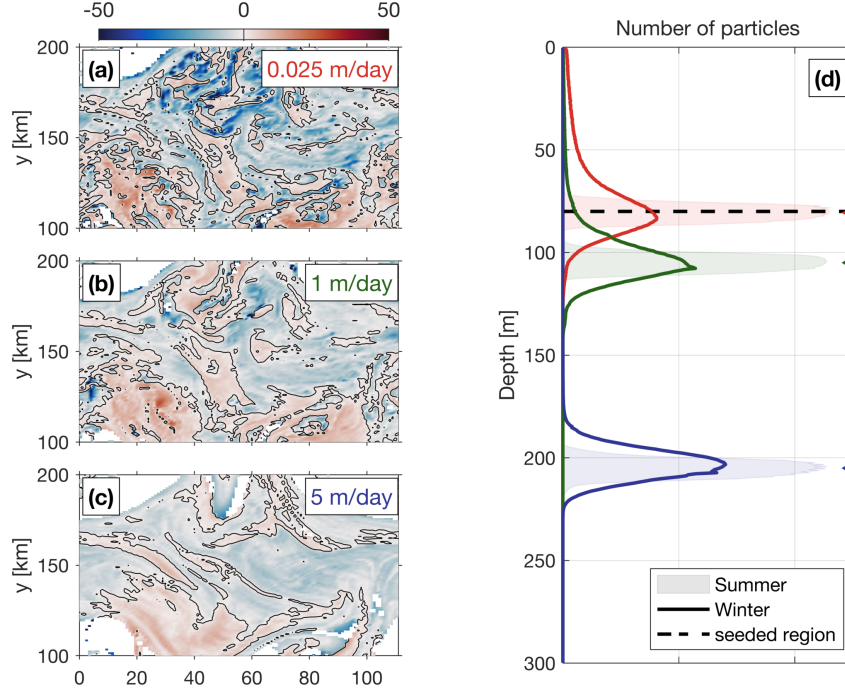 -50 0 50
200
(a)
0.025 m/day
150
y [km]
100
200
(b)
1 m/day
150
y [km]
100
200
(c)
5 m/day
150
y [km]
100
0 20 40 60 80 100
Number of particles
(d)
0
50
100
150
200
250
300
Depth [m]
Summer
Winter
seeded region